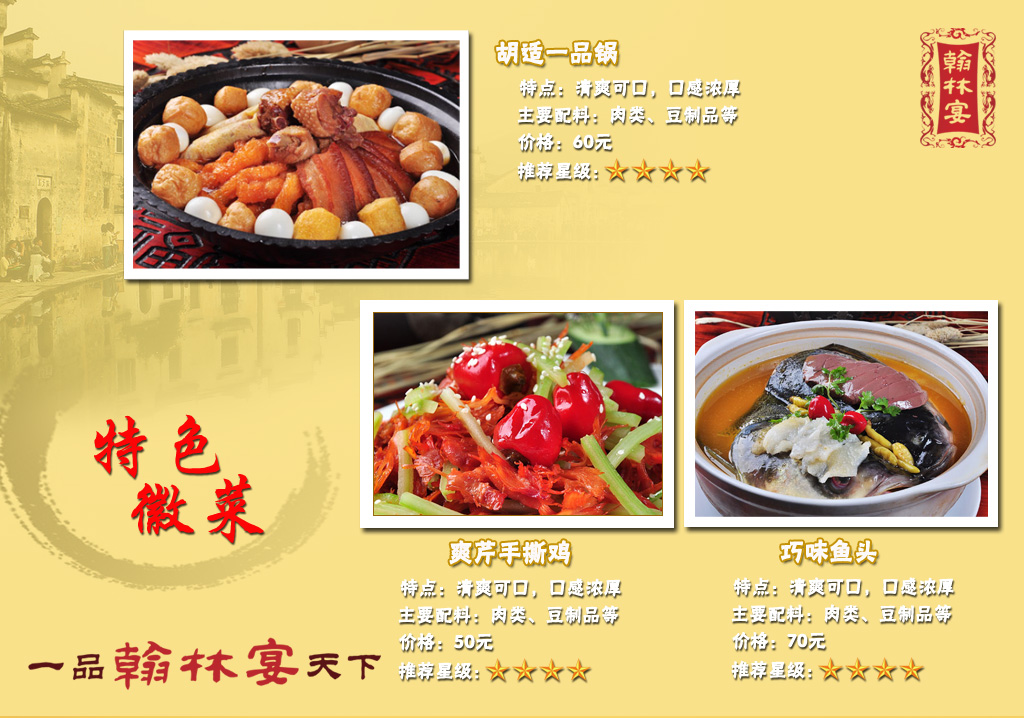 胡适一品锅
特点：清爽可口，口感浓厚
主要配料：肉类、豆制品等
价格：60元
推荐星级：
翰林宴
特色
徽菜
爽芹手撕鸡
特点：清爽可口，口感浓厚
主要配料：肉类、豆制品等
价格：50元
推荐星级：
巧味鱼头
特点：清爽可口，口感浓厚
主要配料：肉类、豆制品等
价格：70元
推荐星级：
一品翰林宴天下